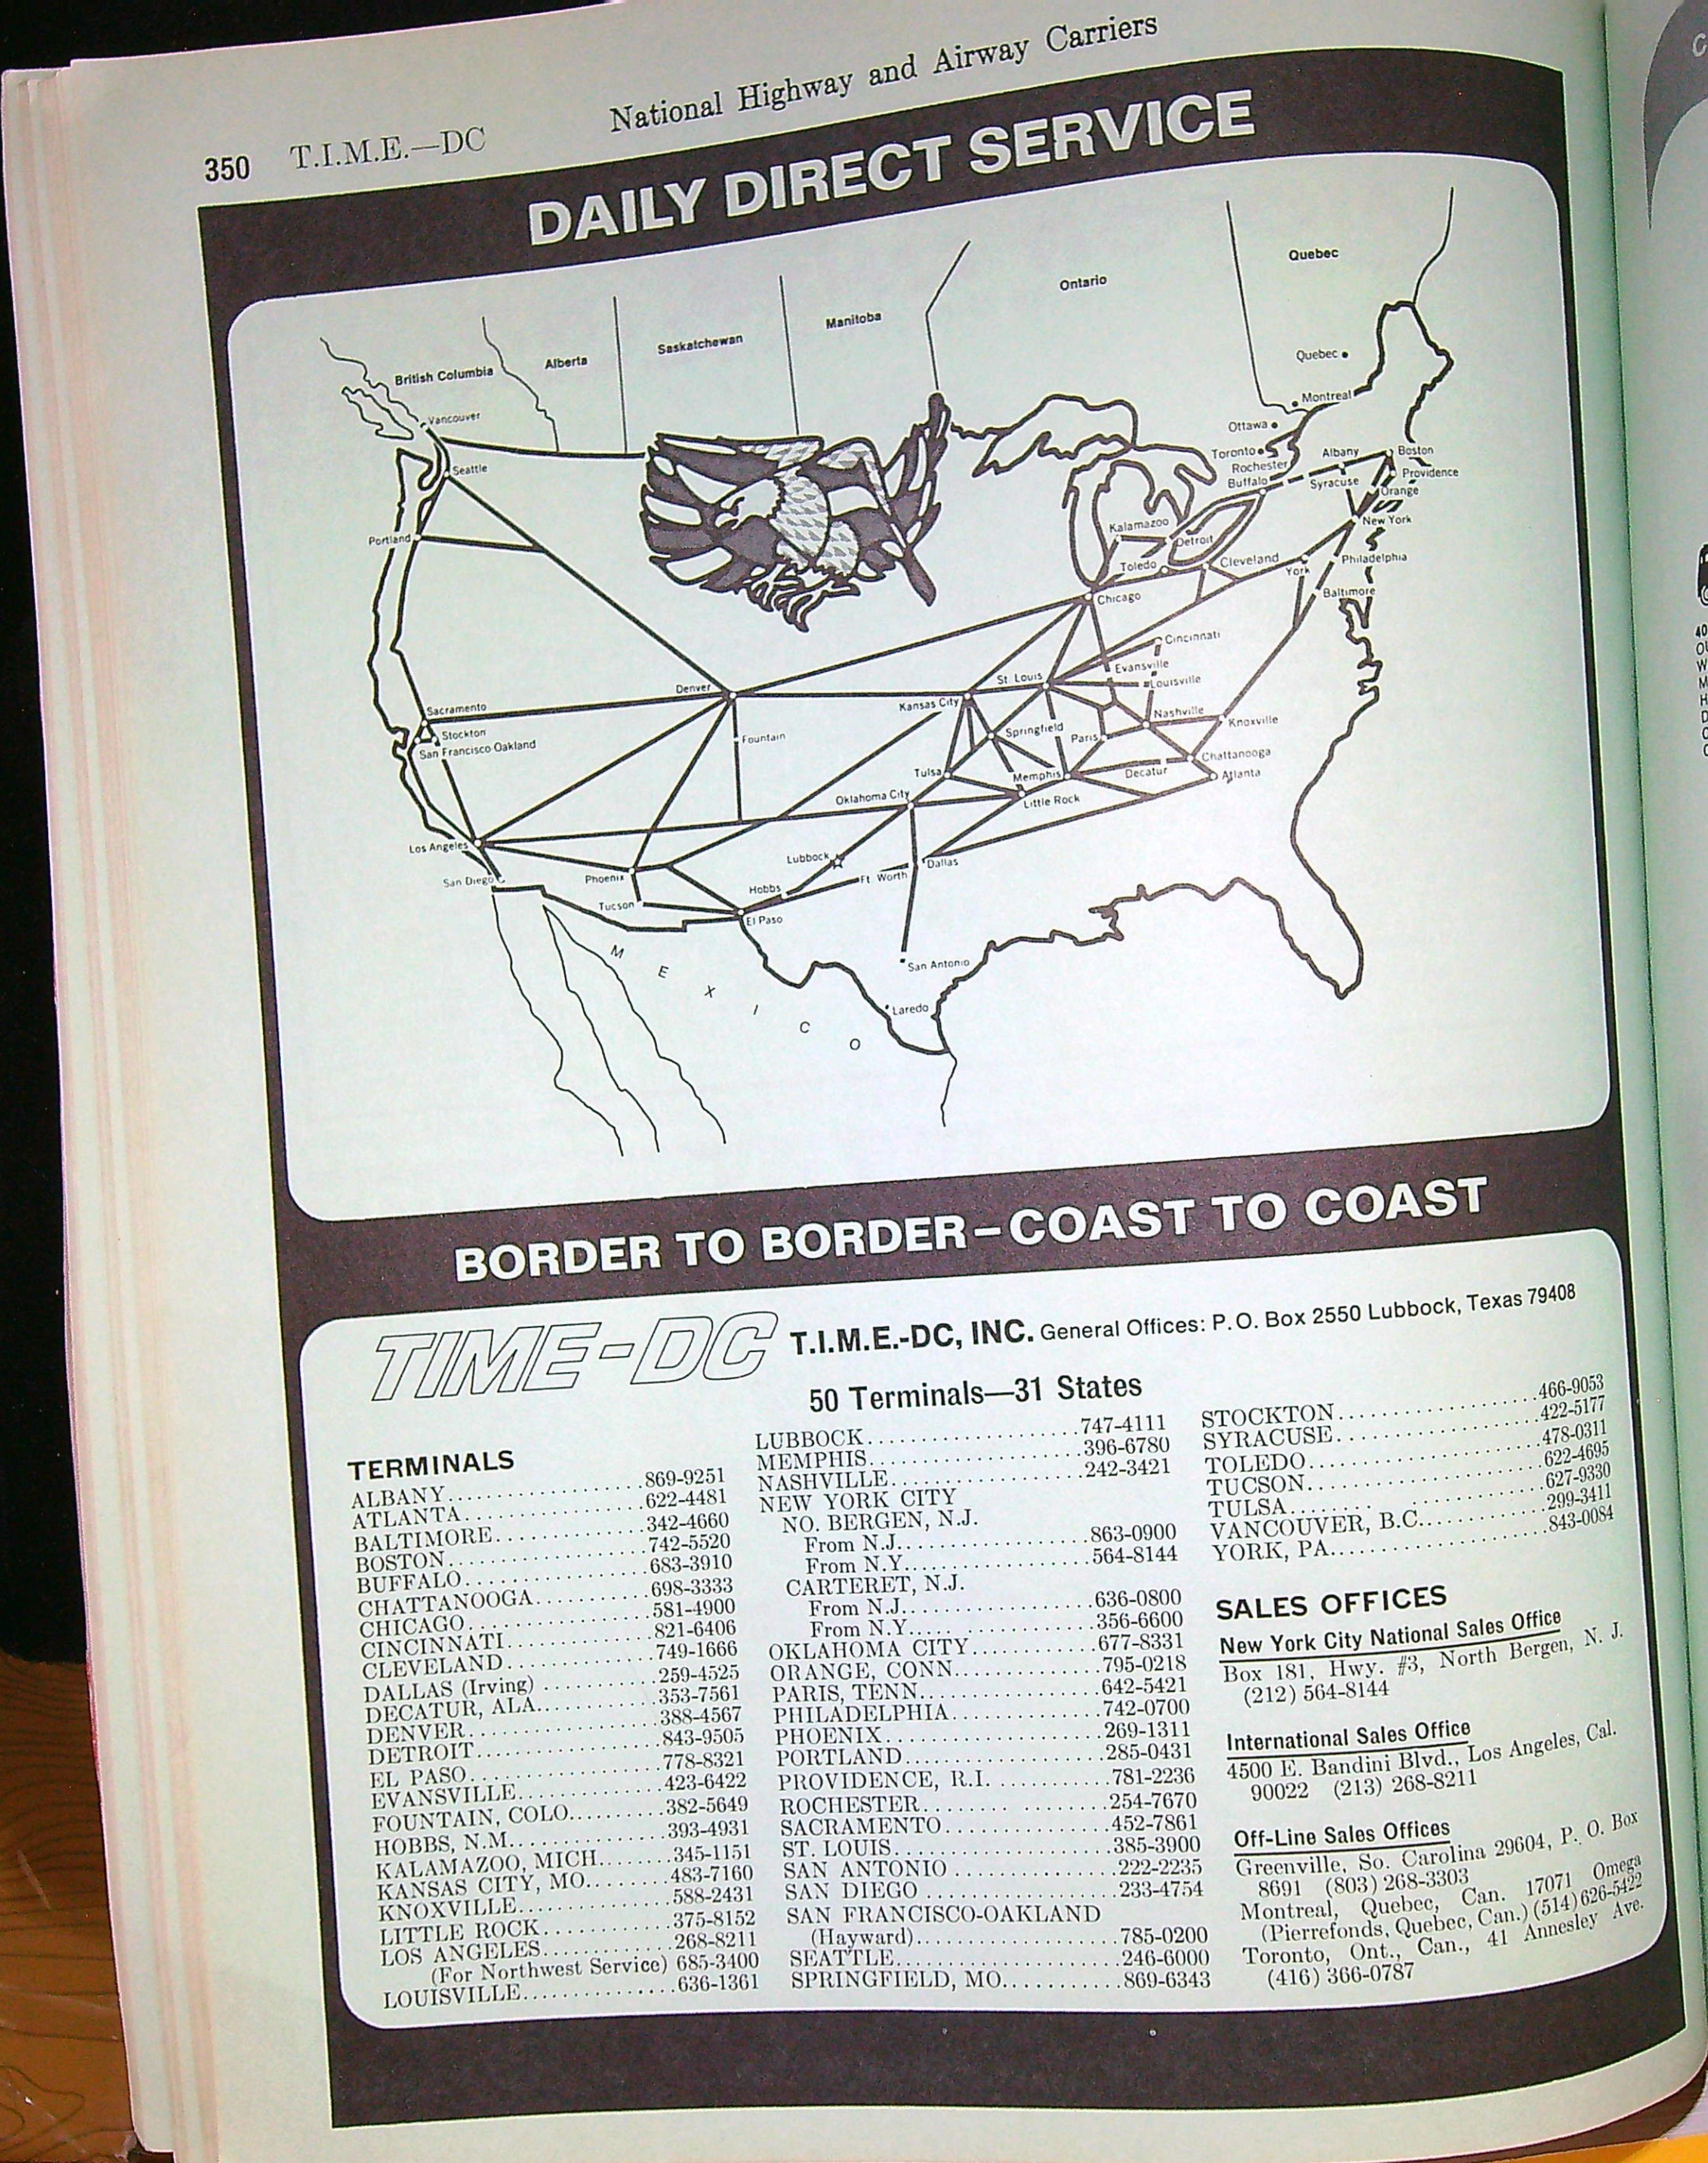 350 T.I.M.E.—DC
National Highway and Airway Carriers
DAILY DIRECT SERVICE
British Columbia
Alberta
Saskatchewan
Manitoba
Ontario
Quebec
Quebec
Montreal
Ottawa
Toronto
Rochester
Buffalo
Albany
Syracuse
Boston
Providence
Orange
New York
Philadelphia
Baltimore
York
Cleveland
Detroit
Kalamazoo
Toledo
Chicago
Vancouver
Seattle
Portland
Cincinnati
Evansville
Louisville
St. Louis
Kansas City
Denver
Sacramento
Stockton
San Francisco Oakland
Fountain
Springfield
Paris
Nashville
Knoxville
Chattanooga
Tulsa
Memphis
Decatur
Atlanta
Oklahoma City
Little Rock
Los Angeles
San Diego
Phoenix
Tucson
Lubbock
Hobbs
Ft Worth
Dallas
El Paso
San Antonio
Laredo
MEXICO
BORDER TO BORDER–COAST TO COAST
TIME-DC
T.I.M.E.-DC, INC. General Offices: P.O. Box 2550 Lubbock, Texas 79408
50 Terminals—31 States
TERMINALS
ALBANY....................869-9251
ATLANTA...................622-4481
BALTIMORE...............342-4660
BOSTON....................742-5520
BUFFALO...................683-3910
CHATTANOOGA...........698-3333
CHICAGO...................581-4900
CINCINNATI...............821-6406
CLEVELAND...............749-1666
DALLAS (Irving) ...........259-4525
DECATUR, ALA............353-7561
DENVER....................388-4567
DETROIT...................843-9505
EL PASO...................778-8321
EVANSVILLE...............423-6422
FOUNTAIN, COLO..........382-5649
HOBBS, N.M...............393-4931
KALAMAZOO, MICH........345-1151
KANSAS CITY, MO.........483-7160
KNOXVILLE................588-2431
LITTLE ROCK..............375-8152
LOS ANGELES.............268-8211
(For Northwest Service) 685-3400
LOUISVILLE...............636-1361
LUBBOCK....................747-4111
MEMPHIS....................396-6780
NASHVILLE..................242-3421
NEW YORK CITY
NO. BERGEN, N.J.
From N.J..................863-0900
From N.Y..................564-8144
CARTERET, N.J.
From N.J..................636-0800
From N.Y..... ............356-6600
OKLAHOMA CITY............677-8331
ORANGE, CONN.............795-0218
PARIS, TENN.................642-5421
PHILADELPHIA..............742-0700
PHOENIX....................269-1311
PORTLAND..................285-0431
PROVIDENCE, R.I. ...........781-2236
ROCHESTER........ ........254-7670
SACRAMENTO...............452-7861
ST. LOUIS....................385-3900
SAN ANTONIO ...............222-2235
SAN DIEGO ..................233-4754
SAN FRANCISCO-OAKLAND
(Hayward)...................785-0200
SEATTLE.....................246-6000
SPRINGFIELD, MO...........869-6343
STOCKTON...................466-9053
SYRACUSE...................422-5177
TOLEDO......................478-0311
TUCSON......................622-4695
TULSA........ ............627-9330
VANCOUVER, B.C............299-3411
YORK, PA....................843-0084
SALES OFFICES
New York City National Sales Office
Box 181, Hwy. #3, North Bergen, N. J.
(212) 564-8144
International Sales Office
4500 E. Bandini Blvd., Los Angeles, Cal.
90022 (213) 268-8211
Off-Line Sales Offices
Greenville, So. Carolina 29604, P. O. Box
8691 (803) 268-3303
Montreal, Quebec, Can. 17071 Omega
(Pierrefonds, Quebec, Can.) (514) 626-5422
Toronto, Ont., Can., 41 Annesley Ave.
(416) 366-0787